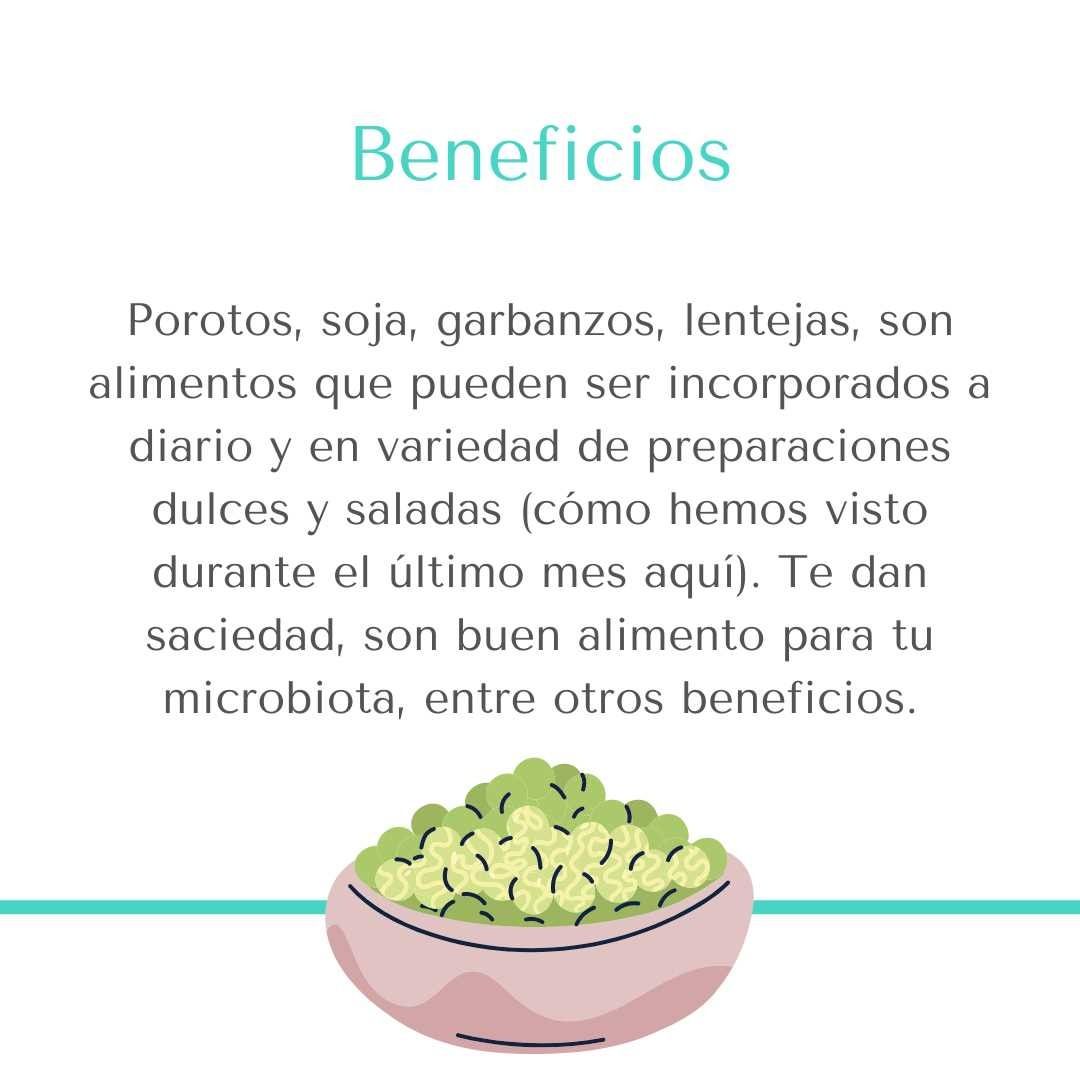 Beneficios
Porotos, soja, garbanzos, lentejas, son
alimentos que pueden ser incorporados a
diario y en variedad de preparaciones
dulces y saladas (cómo hemos visto
durante el último mes aquí). Te dan
saciedad, son buen alimento para tu
microbiota, entre otros beneficios.